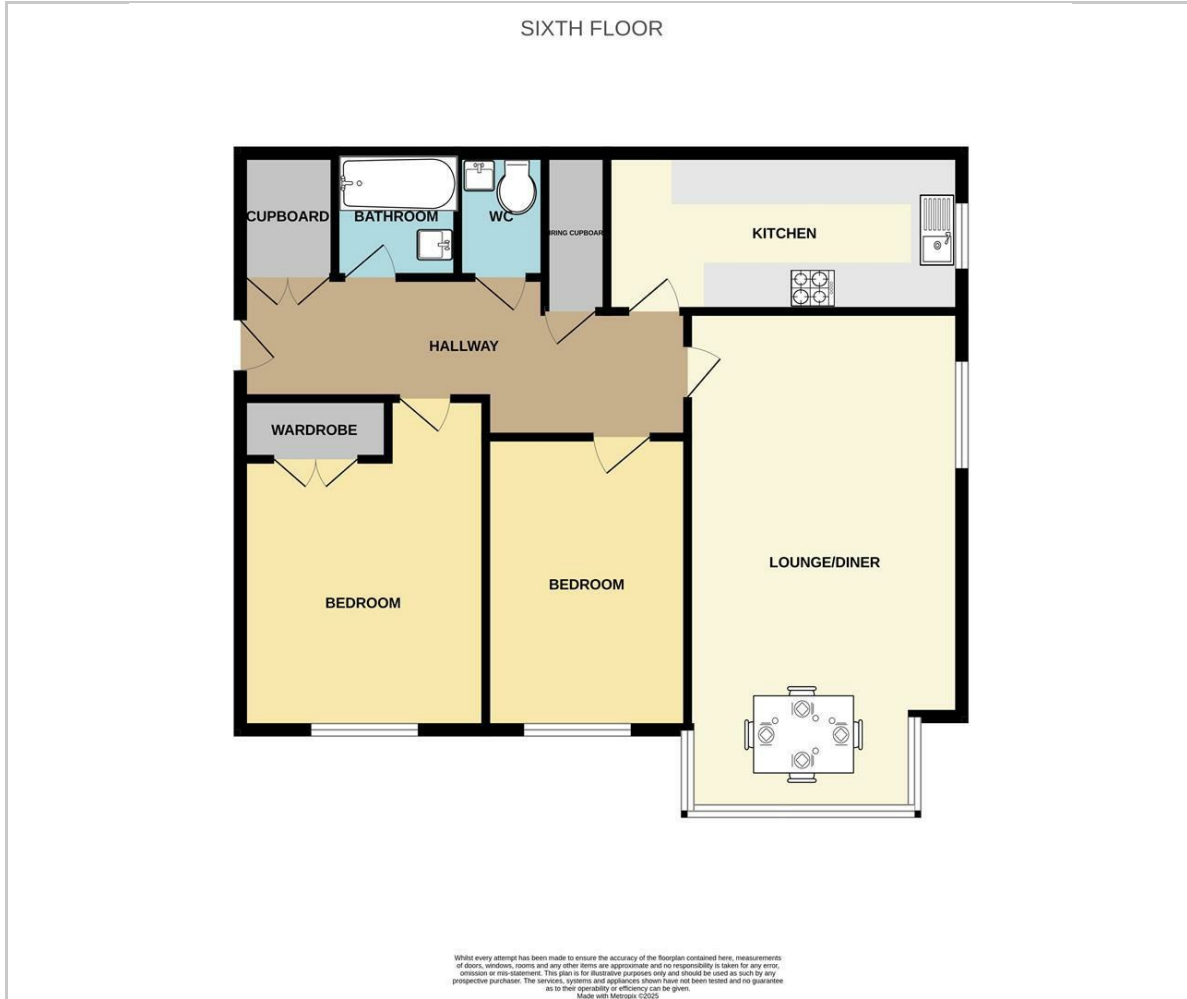 SIXTH FLOOR
CUPBOARD
BATHROOM
WC
KITCHEN
HALLWAY
WARDROBE
LOUNGE/DINER
BEDROOM
BEDROOM
Whilst every attempt has been made to ensure the accuracy of the floorplan contained here, measurements
of doors, windows, rooms and any other items are approximate and no responsibility is taken for any error,
omission or mis-statement. This plan is for illustrative purposes only and should be used as such by any
prospective purchaser. The services, systems and appliances shown have not been tested and no guarantee
as to their operability or efficiency can be given.
Made with Metropix ©2025